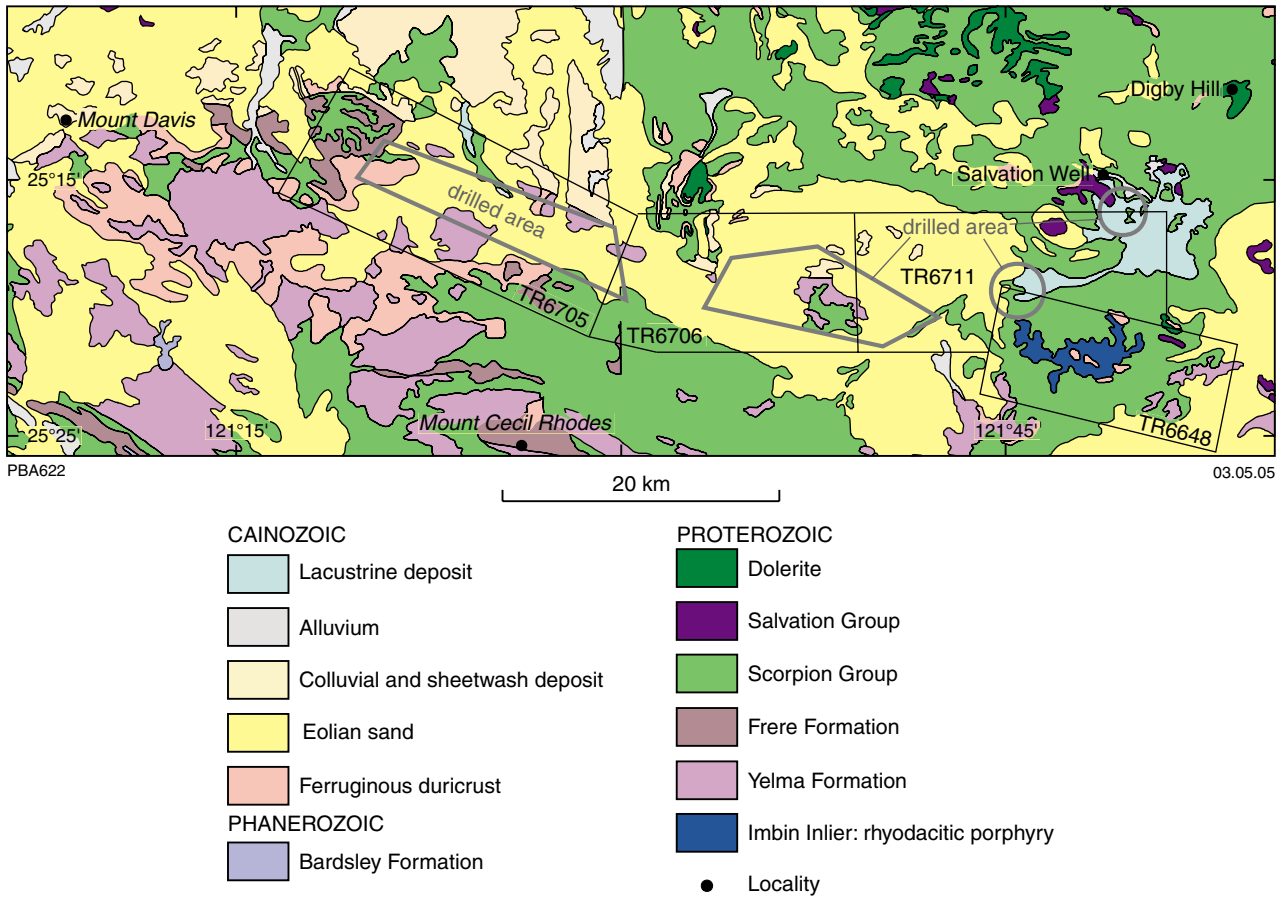 Digby Hill
Mount Davis
Salvation Well
25°15'
drilled area
drilled area
TR6711
TR6705
TR6706
Mount Cecil Rhodes
25°25'
121°15'
121°45'
TR6648
PBA622
03.05.05
20 km
CAINOZOIC
Lacustrine deposit
Alluvium
Colluvial and sheetwash deposit
Eolian sand
Ferruginous duricrust
PHANEROZOIC
Bardsley Formation
PROTEROZOIC
Dolerite
Salvation Group
Scorpion Group
Frere Formation
Yelma Formation
Imbin Inlier: rhyodacitic porphyry
Locality